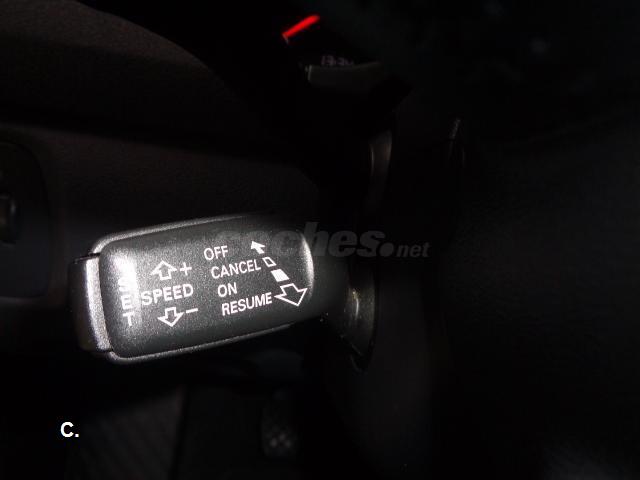 coches.net
OFF
CANCEL
ON
RESUME
SET
+
SPEED
-
C.